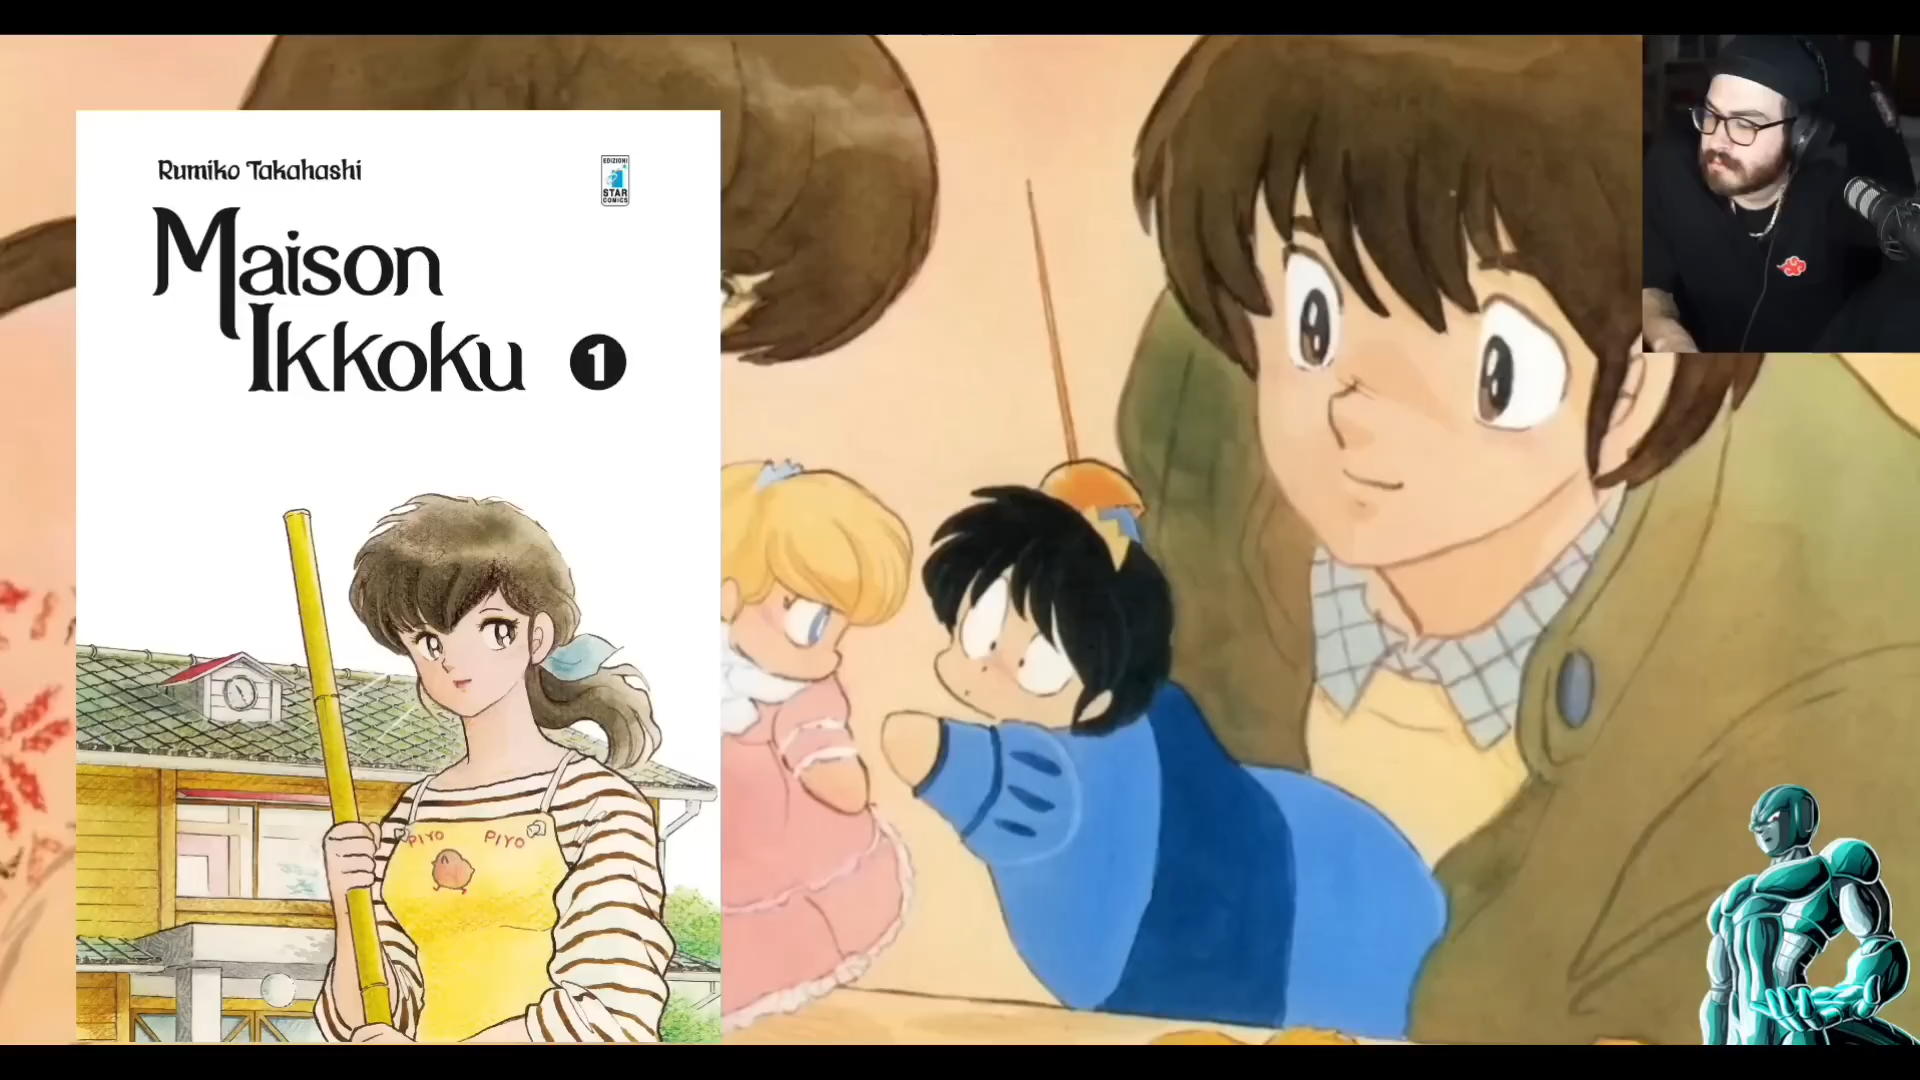 Rumiko Takahashi
EDIZIONI
STAR
COMICS
Maison
Ikkoku 1
PIYO PIYO